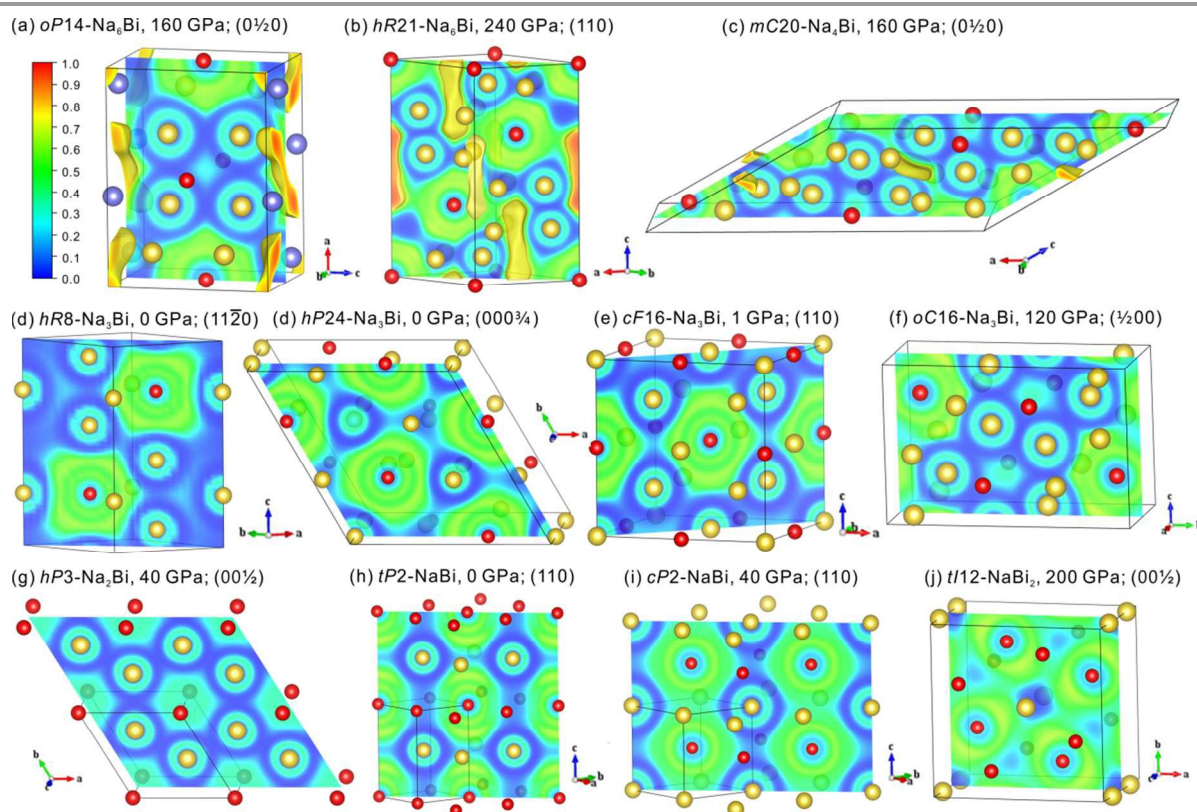 (a) oP14-Na₆Bi, 160 GPa; (0½0)
(b) hR21-Na₆Bi, 240 GPa; (110)
(c) mC20-Na₄Bi, 160 GPa; (0½0)
1.0
0.9
0.8
0.7
0.6
0.5
0.4
0.3
0.2
0.1
0.0
a
b
c
c
a
b
c
a
b
(d) hR8-Na₃Bi, 0 GPa; (112̅0)
(d) hP24-Na₃Bi, 0 GPa; (000¾)
(e) cF16-Na₃Bi, 1 GPa; (110)
(f) oC16-Na₃Bi, 120 GPa; (½00)
c
b
a
b
c
a
c
b
a
c
a
(g) hP3-Na₂Bi, 40 GPa; (00½)
(h) tP2-NaBi, 0 GPa; (110)
(i) cP2-NaBi, 40 GPa; (110)
(j) tI12-NaBi₂, 200 GPa; (00½)
b
c
a
c
b
a
c
b
a
b
c
a